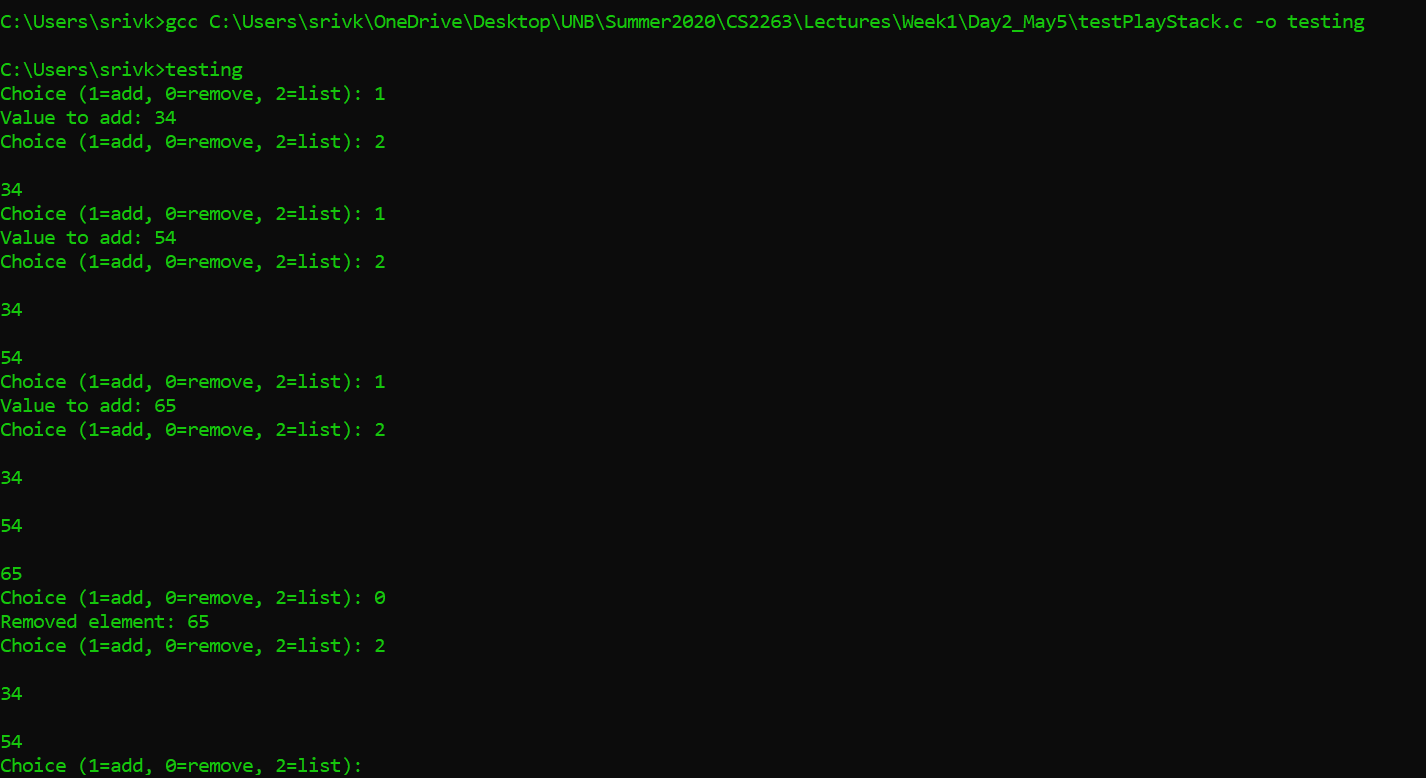 C:\Users\srivk>gcc C:\Users\srivk\OneDrive\Desktop\UNB\Summer2020\CS2263\Lectures\Week1\Day2_May5\testPlayStack.c -o testing
C:\Users\srivk>testing
Choice (1=add, 0=remove, 2=list): 1
Value to add: 34
Choice (1=add, 0=remove, 2=list): 2
34
Choice (1=add, 0=remove, 2=list): 1
Value to add: 54
Choice (1=add, 0=remove, 2=list): 2
34
54
Choice (1=add, 0=remove, 2=list): 1
Value to add: 65
Choice (1=add, 0=remove, 2=list): 2
34
54
65
Choice (1=add, 0=remove, 2=list): 0
Removed element: 65
Choice (1=add, 0=remove, 2=list): 2
34
54
Choice (1=add, 0=remove, 2=list):